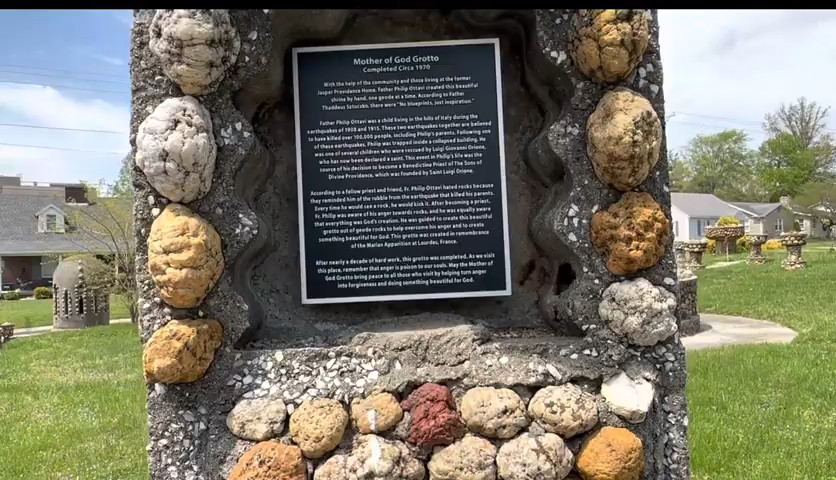 Mother of God Grotto
Completed Circa 1970
With the help of the community and those living at the former
Jasper Providence Home, Father Philip Ottavi created this beautiful
shrine by hand, one geode at a time. According to Father
Thaddeus Sztuczko, there were "No blueprints, just inspiration."
Father Philip Ottavi was a child living in the hills of Italy during the
earthquakes of 1908 and 1915. These two earthquakes together are believed
to have killed over 100,000 people, including Philip's parents. Following one
of these earthquakes, Philip was trapped inside a collapsed building. He
was one of several children who were rescued by Luigi Giovanni Orione,
who has now been declared a saint. This event in Philip's life was the
source of his decision to become a Benedictine Priest of The Sons of
Divine Providence, which was founded by Saint Luigi Orione.
According to a fellow priest and friend, Fr. Philip Ottavi hated rocks because
they reminded him of the rubble from the earthquake that killed his parents.
Every time he would see a rock, he would kick it. After becoming a priest,
Fr. Philip was aware of his anger towards rocks, and he was equally aware
that everything was God's creation. He was guided to create this beautiful
grotto out of geode rocks to help overcome his anger and to create
something beautiful for God. This grotto was created in remembrance
of the Marian Apparition at Lourdes, France.
After nearly a decade of hard work, this grotto was completed. As we visit
this place, remember that anger is poison to our souls. May the Mother of
God Grotto bring peace to all those who visit by helping turn anger
into forgiveness and doing something beautiful for God.